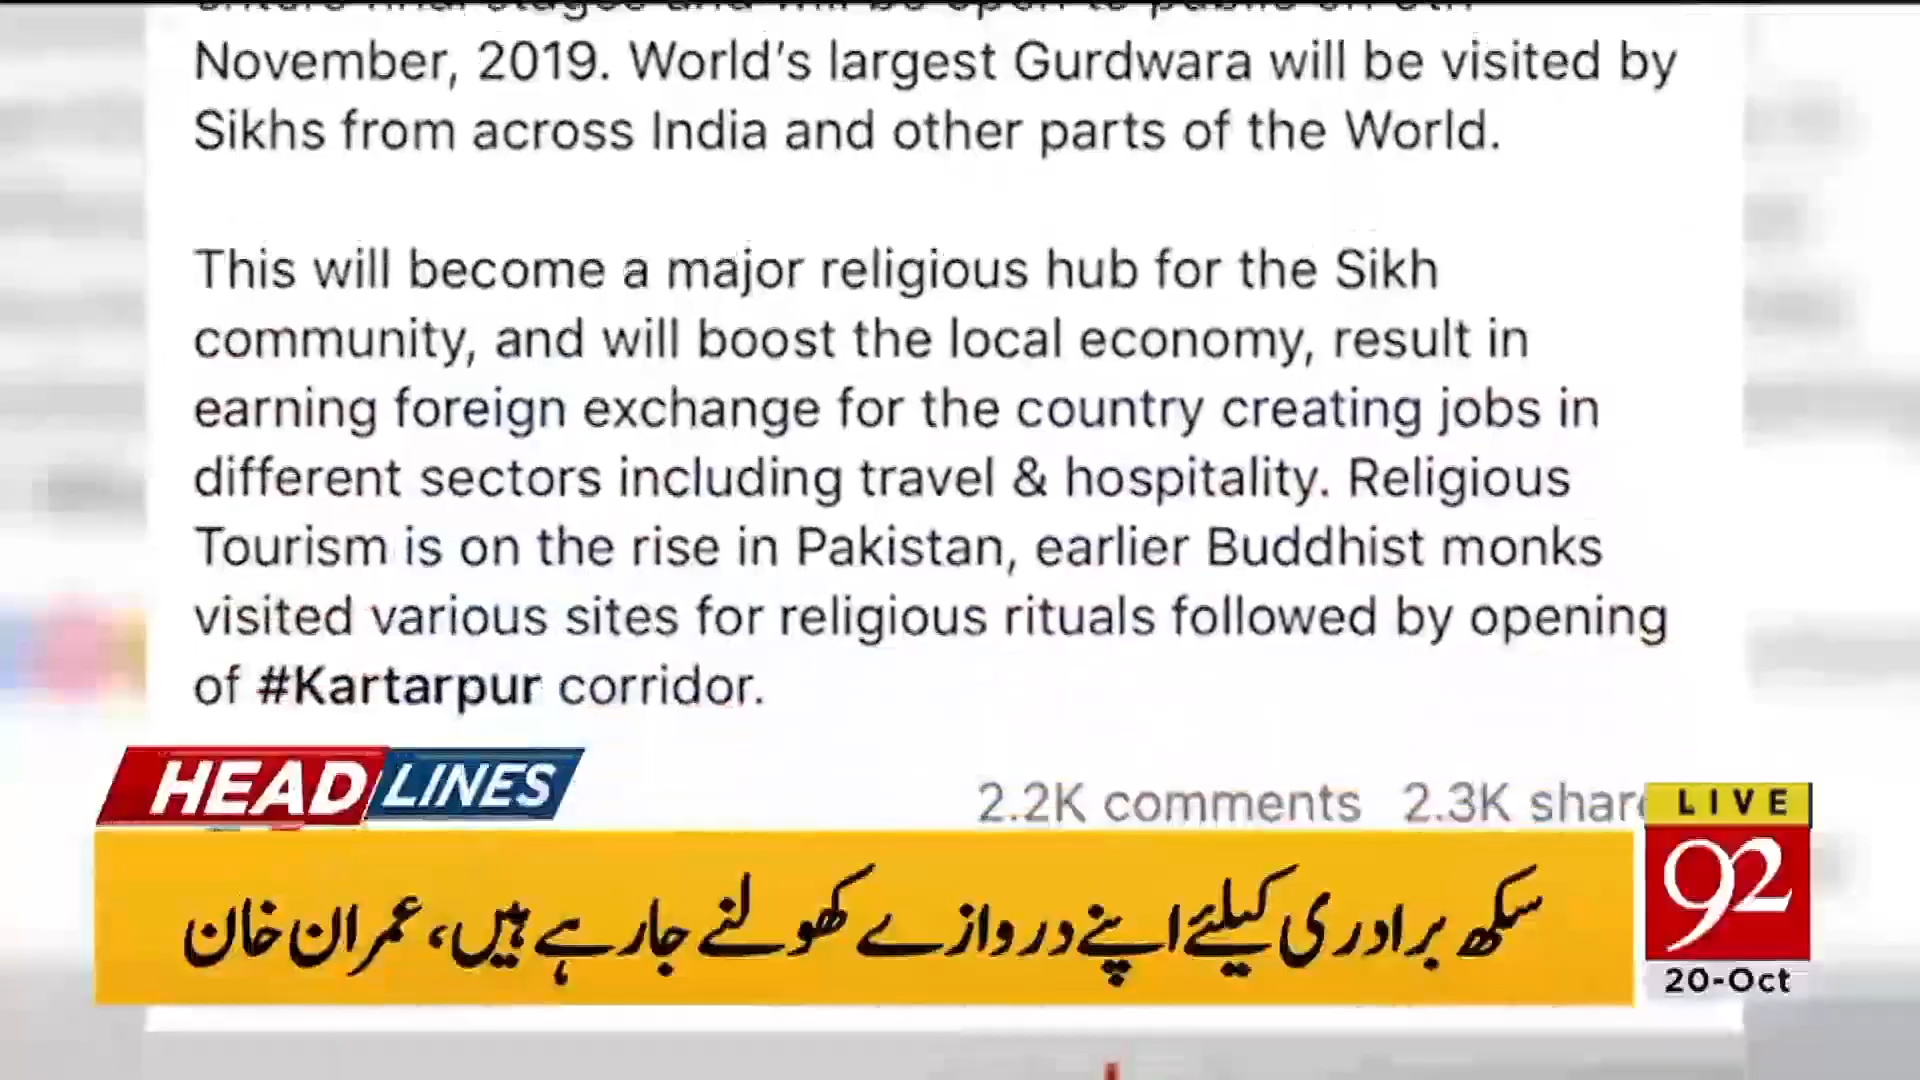 November, 2019. World's largest Gurdwara will be visited by
Sikhs from across India and other parts of the World.
This will become a major religious hub for the Sikh
community, and will boost the local economy, result in
earning foreign exchange for the country creating jobs in
different sectors including travel & hospitality. Religious
Tourism is on the rise in Pakistan, earlier Buddhist monks
visited various sites for religious rituals followed by opening
of #Kartarpur corridor.
2.2K comments 2.3K
HEADLINES
LIVE
92
سکھ برادری کیلئے اپنے دروازے کھولنے جارہے ہیں، عمران خان
20-Oct